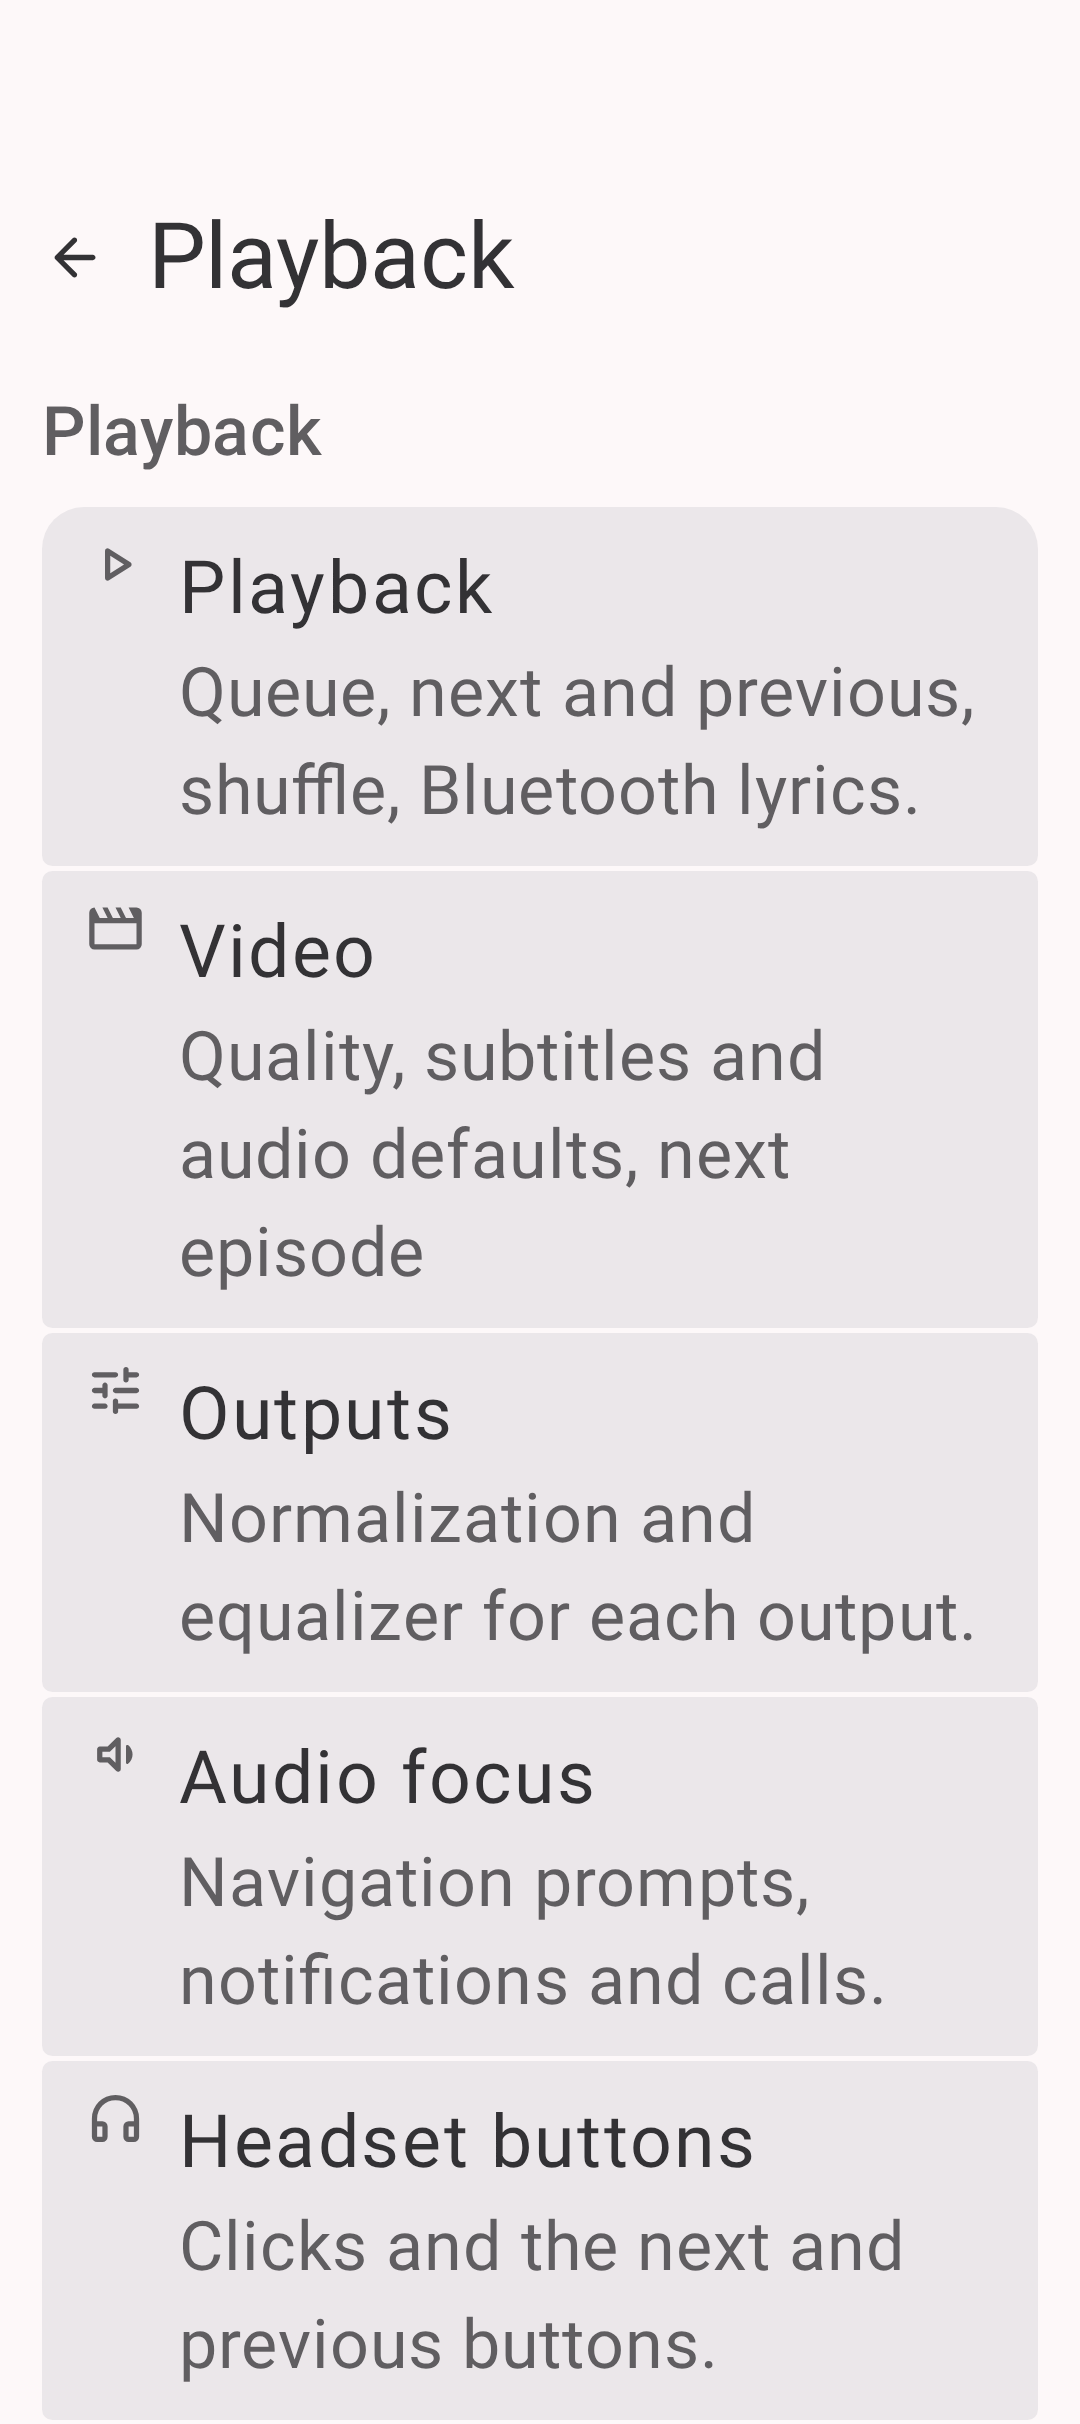 Playback
Playback
Playback
Queue, next and previous,
shuffle, Bluetooth lyrics.
Video
Quality, subtitles and
audio defaults, next
episode
Outputs
Normalization and
equalizer for each output.
Audio focus
Navigation prompts,
notifications and calls.
Headset buttons
Clicks and the next and
previous buttons.